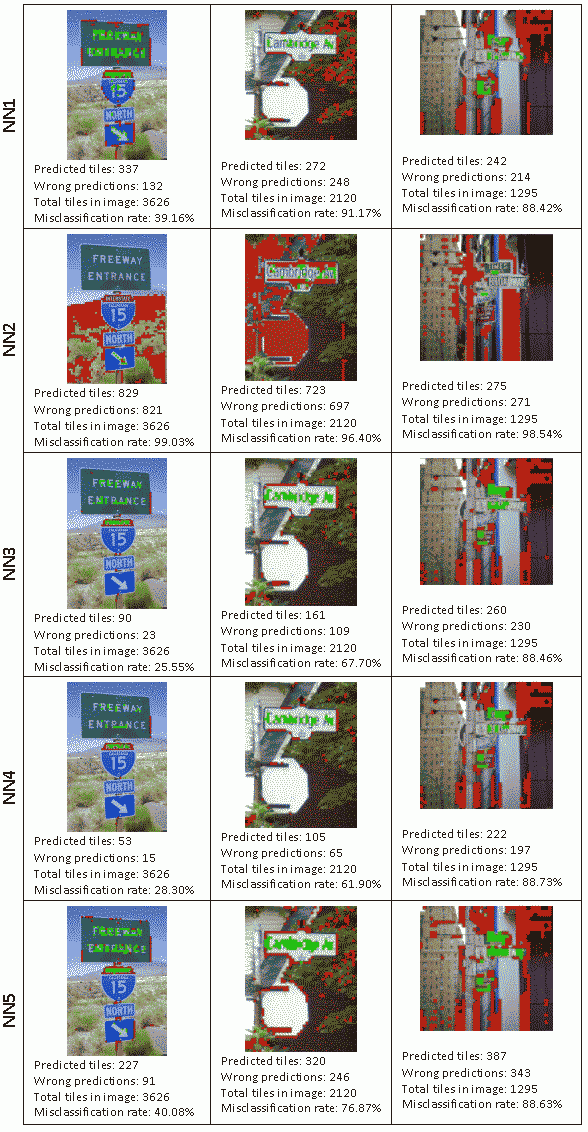 NN1
FREEWAY
ENTRANCE
15
NORTH
Cambridge Av
Predicted tiles: 337
Wrong predictions: 132
Total tiles in image: 3626
Misclassification rate: 39.16%
Predicted tiles: 272
Wrong predictions: 248
Total tiles in image: 2120
Misclassification rate: 91.17%
Predicted tiles: 242
Wrong predictions: 214
Total tiles in image: 1295
Misclassification rate: 88.42%
NN2
FREEWAY
ENTRANCE
INTERSTATE
CALIFORNIA
15
NORTH
Cambridge Av
Predicted tiles: 829
Wrong predictions: 821
Total tiles in image: 3626
Misclassification rate: 99.03%
Predicted tiles: 723
Wrong predictions: 697
Total tiles in image: 2120
Misclassification rate: 96.40%
Predicted tiles: 275
Wrong predictions: 271
Total tiles in image: 1295
Misclassification rate: 98.54%
NN3
FREEWAY
ENTRANCE
15
NORTH
Cambridge Av
Predicted tiles: 90
Wrong predictions: 23
Total tiles in image: 3626
Misclassification rate: 25.55%
Predicted tiles: 161
Wrong predictions: 109
Total tiles in image: 2120
Misclassification rate: 67.70%
Predicted tiles: 260
Wrong predictions: 230
Total tiles in image: 1295
Misclassification rate: 88.46%
NN4
FREEWAY
ENTRANCE
15
NORTH
Cambridge Av
Predicted tiles: 53
Wrong predictions: 15
Total tiles in image: 3626
Misclassification rate: 28.30%
Predicted tiles: 105
Wrong predictions: 65
Total tiles in image: 2120
Misclassification rate: 61.90%
Predicted tiles: 222
Wrong predictions: 197
Total tiles in image: 1295
Misclassification rate: 88.73%
NN5
FREEWAY
ENTRANCE
15
NORTH
Cambridge Av
Predicted tiles: 227
Wrong predictions: 91
Total tiles in image: 3626
Misclassification rate: 40.08%
Predicted tiles: 320
Wrong predictions: 246
Total tiles in image: 2120
Misclassification rate: 76.87%
Predicted tiles: 387
Wrong predictions: 343
Total tiles in image: 1295
Misclassification rate: 88.63%